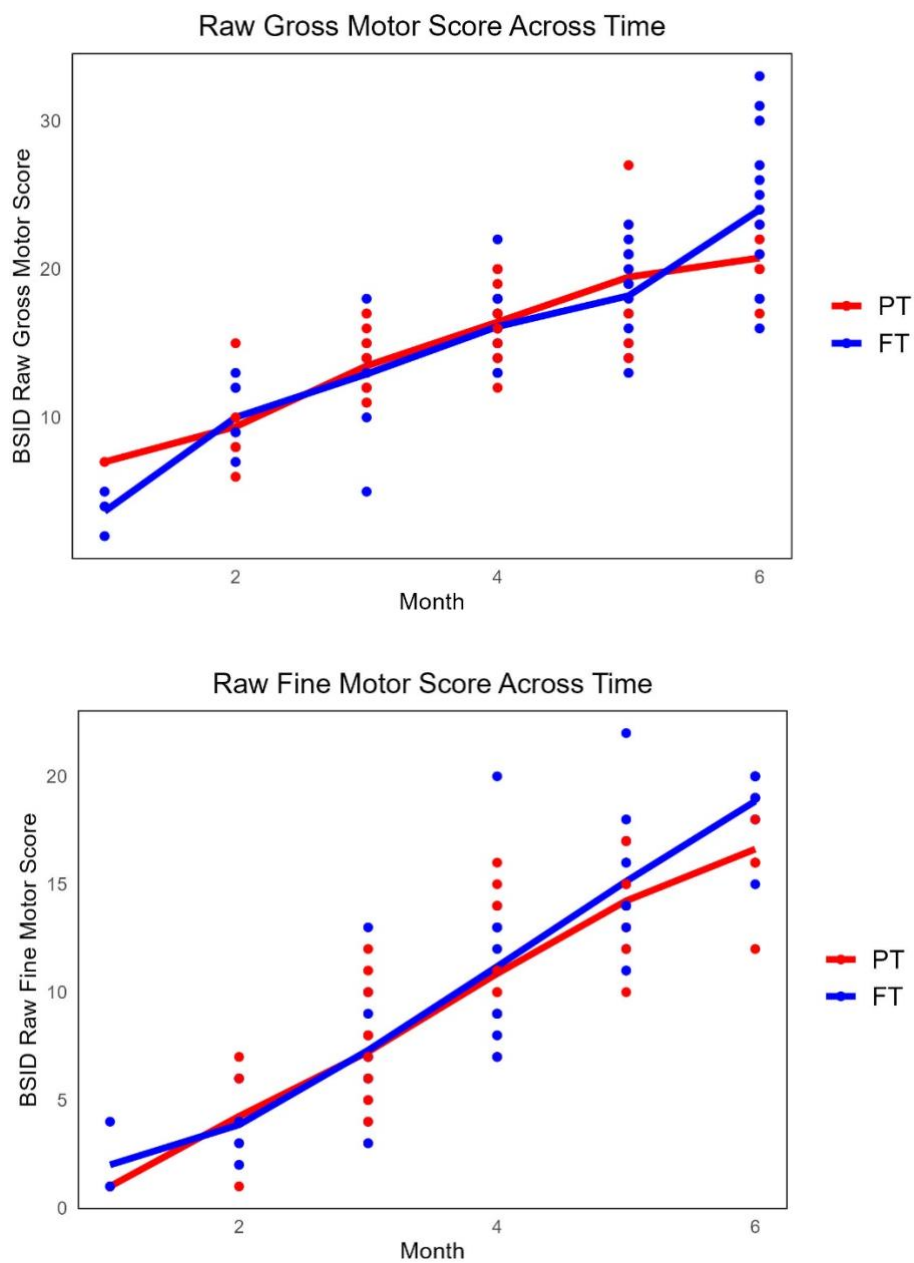 Raw Gross Motor Score Across Time
BSID Raw Gross Motor Score
30
20
10
2 4 6
Month
PT
FT
Raw Fine Motor Score Across Time
BSID Raw Fine Motor Score
20
15
10
5
0
2 4 6
Month
PT
FT